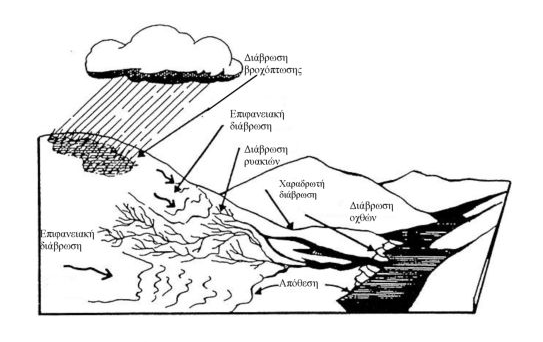 Διάβρωση
βροχόπτωσης
Επιφανειακή
διάβρωση
Διάβρωση
ρυακιών
Χαραδρωτή
διάβρωση
Διάβρωση
οχθών
Επιφανειακή
διάβρωση
Απόθεση